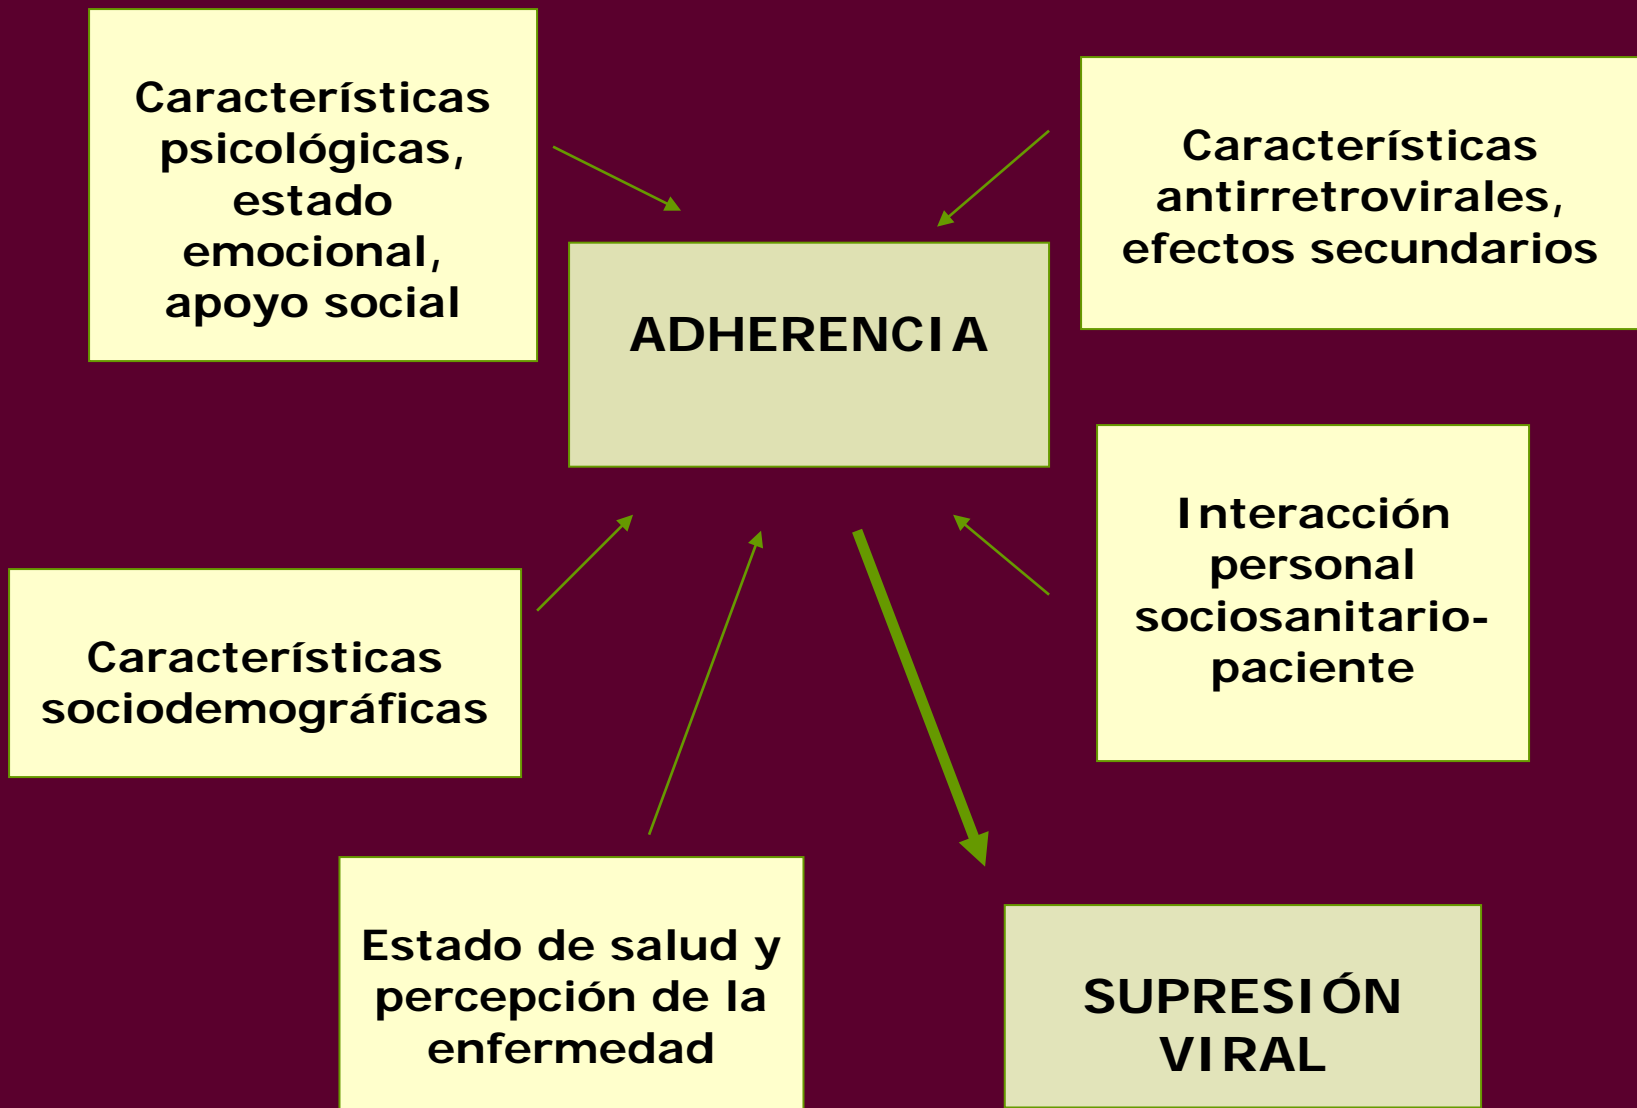 Características
psicológicas,
estado
emocional,
apoyo social
Características
antirretrovirales,
efectos secundarios
ADHERENCIA
Interacción
personal
sociosanitario-
paciente
Características
sociodemográficas
Estado de salud y
percepción de la
enfermedad
SUPRESIÓN
VIRAL